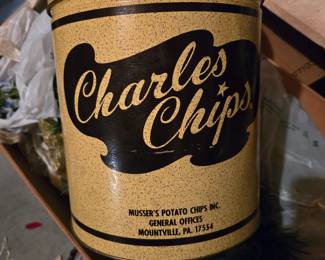 Charles
Chips
MUSSER'S POTATO CHIPS INC.
GENERAL OFFICES
MOUNTVILLE, PA. 17554